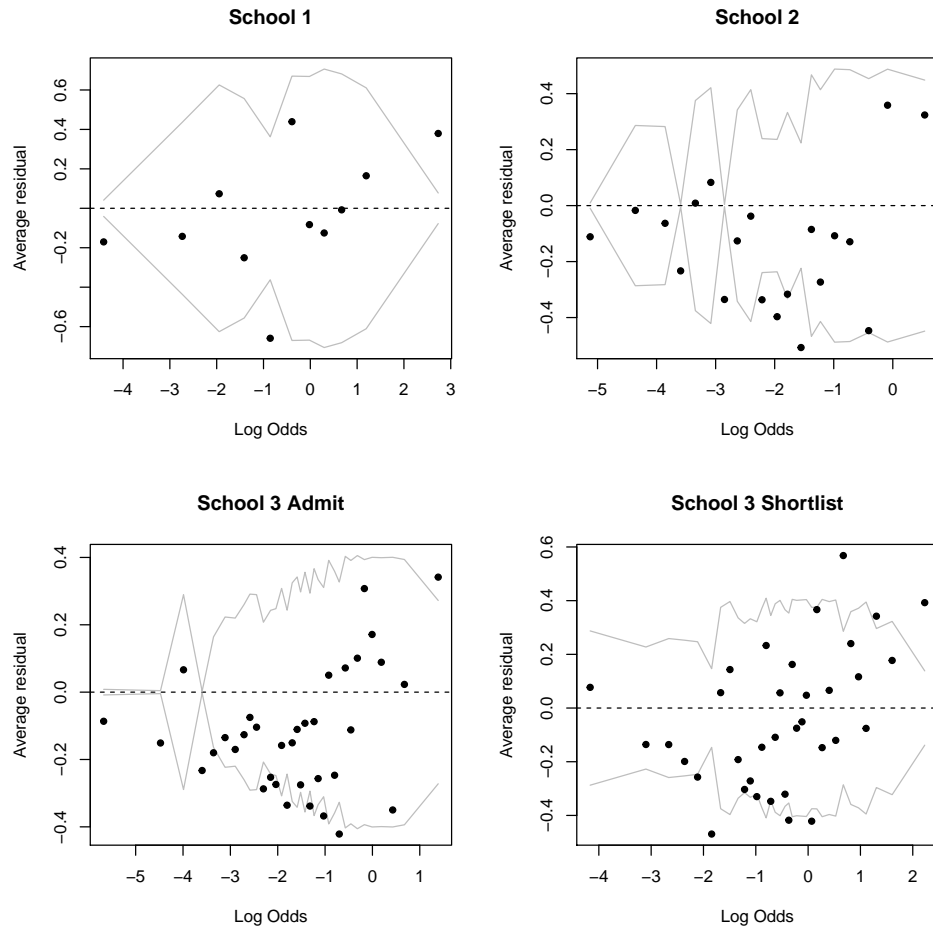 School 1
0.6
0.4
0.2
−0.2
−0.6
Average residual
−4 −3 −2 −1 0 1 2 3
Log Odds
School 2
0.4
0.2
0.0
−0.2
−0.4
Average residual
−5 −4 −3 −2 −1 0
Log Odds
School 3 Admit
0.4
0.2
0.0
−0.2
−0.4
Average residual
−5 −4 −3 −2 −1 0 1
Log Odds
School 3 Shortlist
0.6
0.4
0.2
0.0
−0.2
−0.4
Average residual
−4 −3 −2 −1 0 1 2
Log Odds